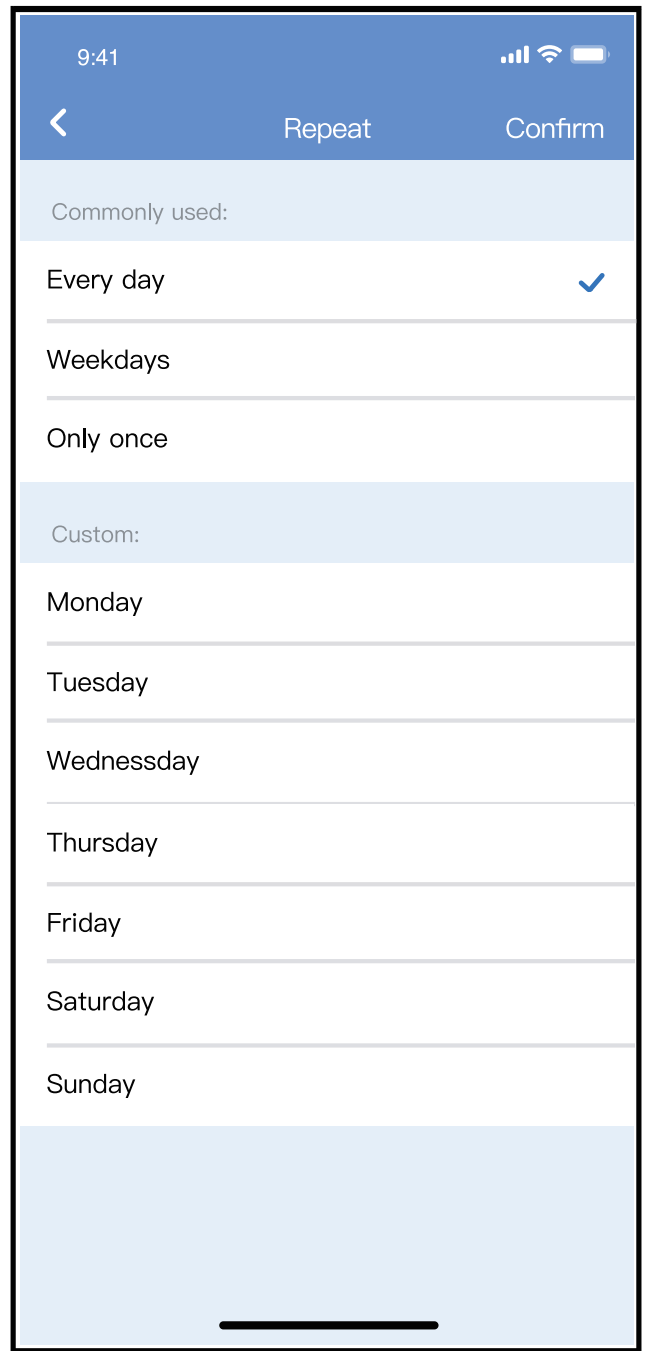 9:41
Repeat
Confirm
Commonly used:
Every day
Weekdays
Only once
Custom:
Monday
Tuesday
Wednessday
Thursday
Friday
Saturday
Sunday